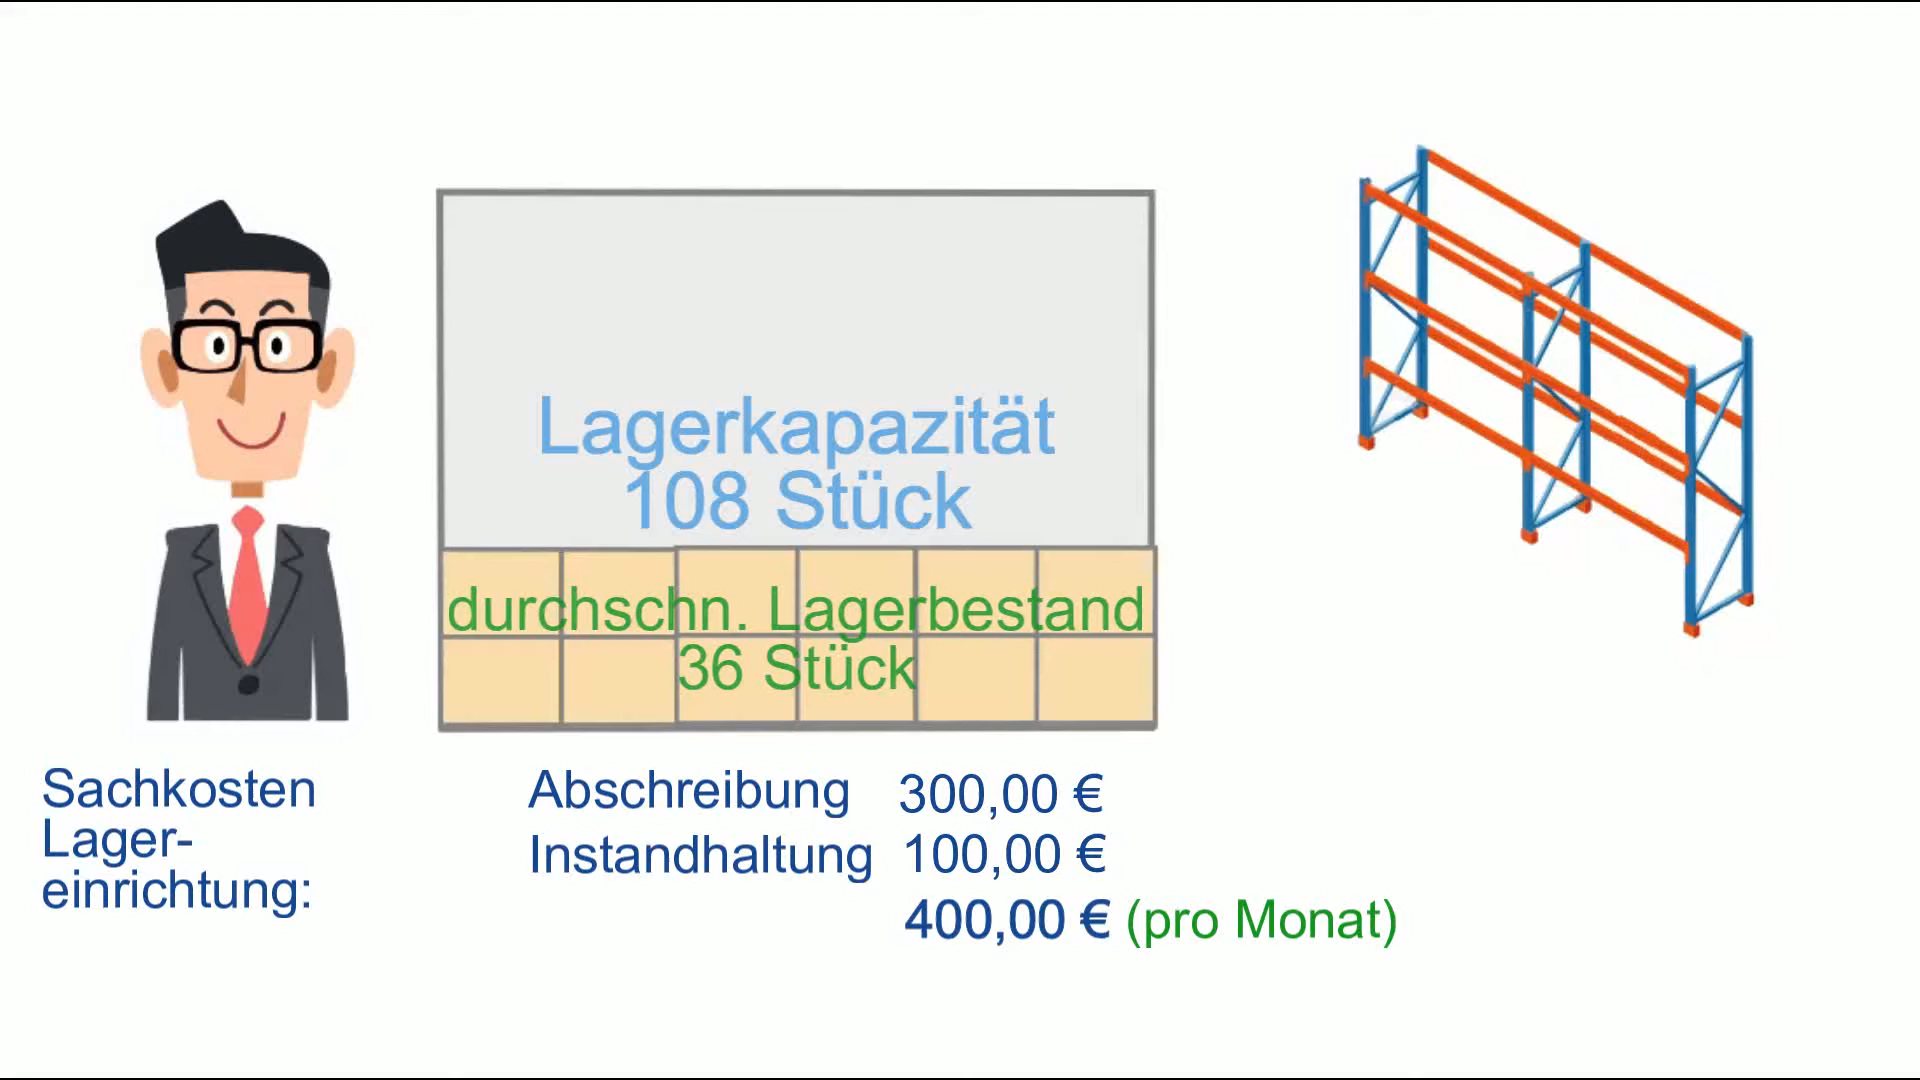 Lagerkapazität
108 Stück
durchschn. Lagerbestand
36 Stück
Sachkosten
Lager-
einrichtung:
Abschreibung 300,00 €
Instandhaltung 100,00 €
400,00 € (pro Monat)